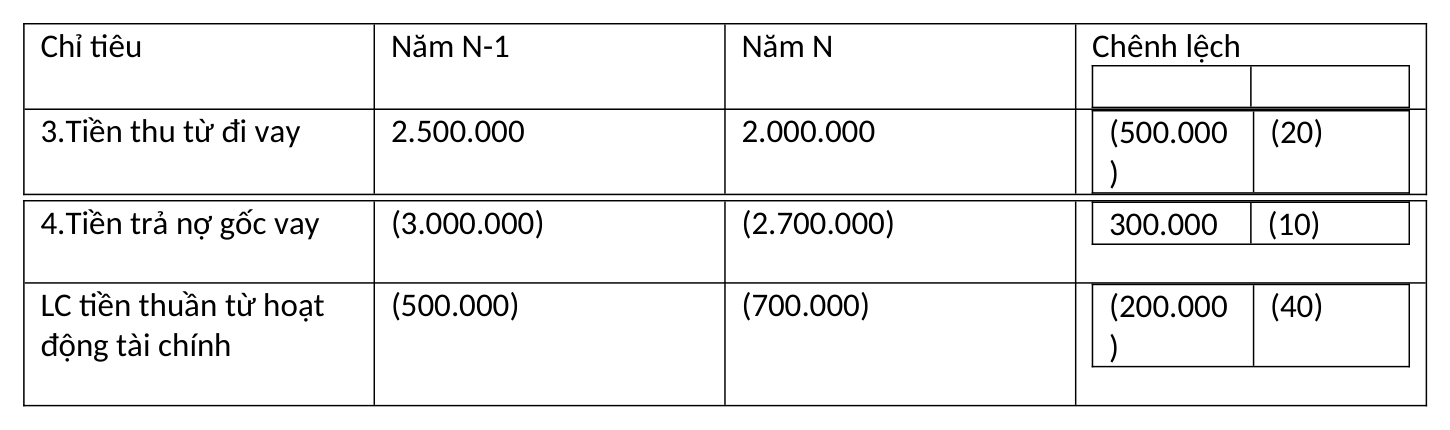 Chỉ tiêu Năm N-1 Năm N Chênh lệch
3.Tiền thu từ đi vay 2.500.000 2.000.000 (500.000 (20)
)
4.Tiền trả nợ gốc vay (3.000.000) (2.700.000) 300.000 (10)
LC tiền thuần từ hoạt (500.000) (700.000) (200.000 (40)
động tài chính )